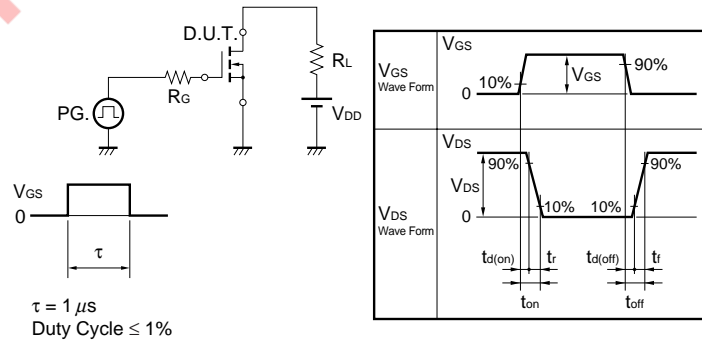 D.U.T.
RG
PG.
RL
VDD
VGS
0
τ
τ = 1 μs
Duty Cycle ≤ 1%
VGS
Wave Form
VGS
10%
0
VGS
90%
VDS
Wave Form
VDS
90%
VDS
0
10%
10%
90%
td(on)
tr
td(off)
tf
ton
toff